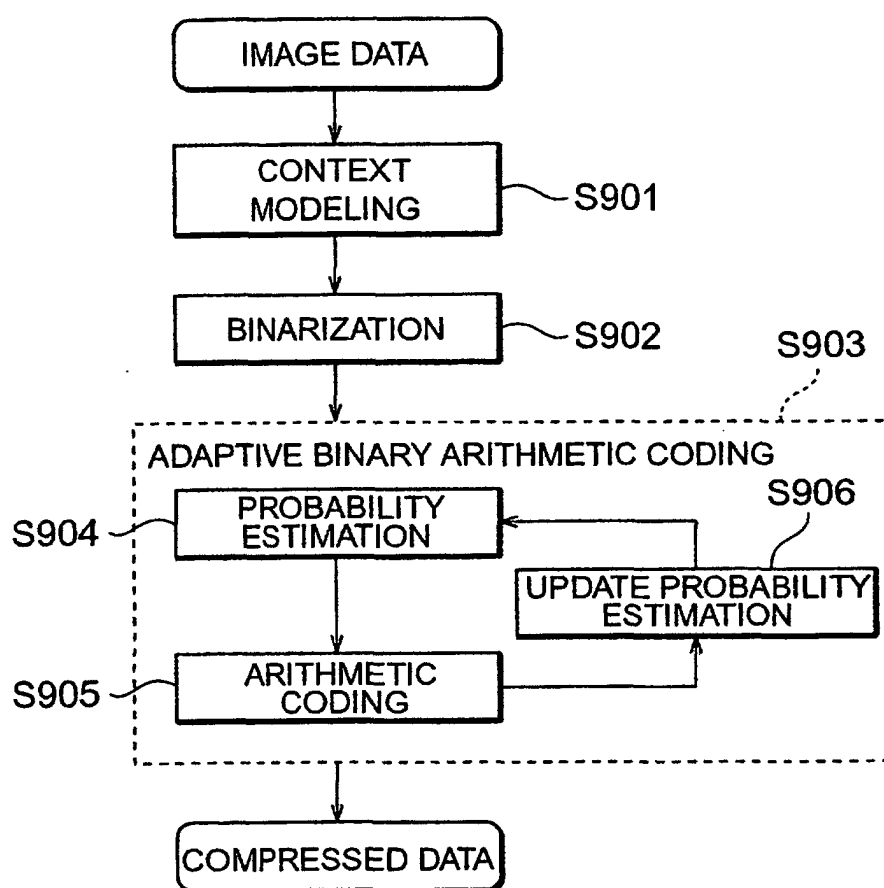 IMAGE DATA
CONTEXT
MODELING
S901
BINARIZATION
S902
S903
ADAPTIVE BINARY ARITHMETIC CODING
S906
S904
PROBABILITY
ESTIMATION
UPDATE PROBABILITY
ESTIMATION
S905
ARITHMETIC
CODING
COMPRESSED DATA